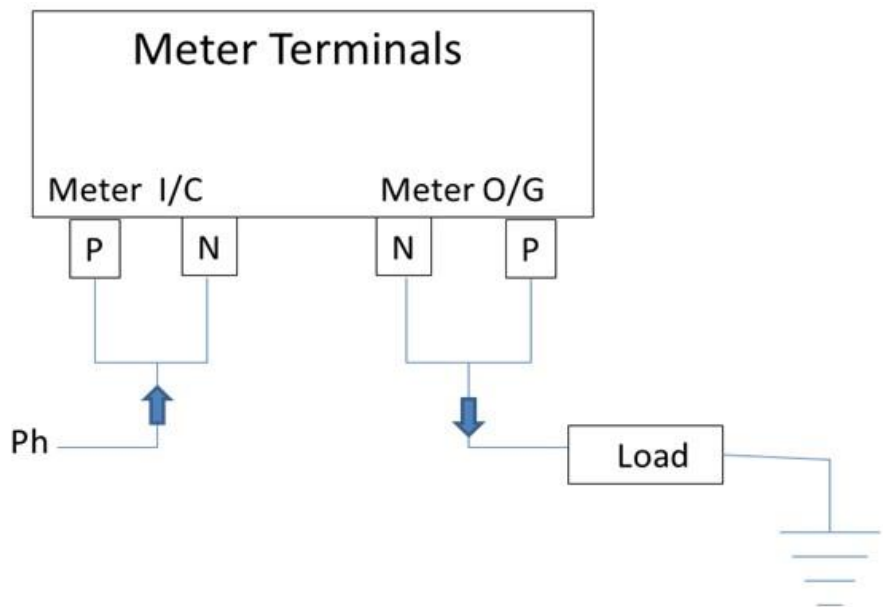 Meter Terminals
Meter I/C Meter O/G
P N N P
Ph
Load